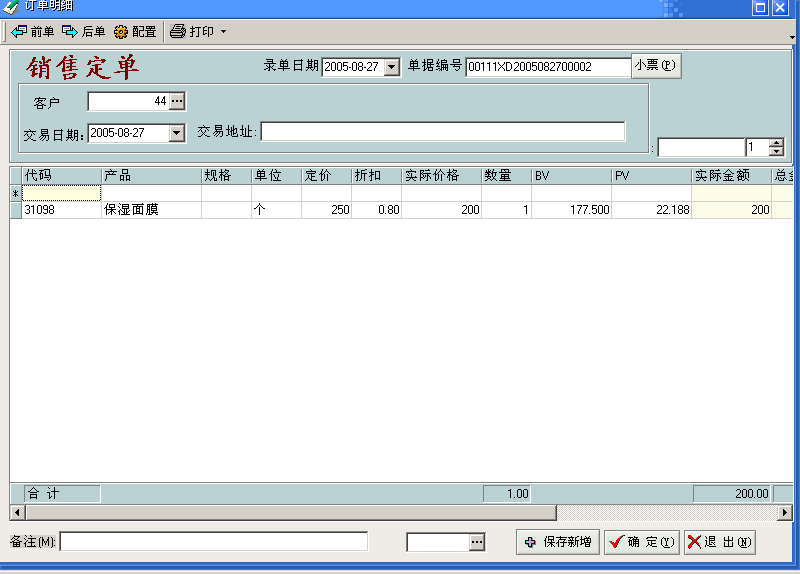 订单明细
前单 后单 配置 打印
销售定单 录单日期 2005-08-27 单据编号 00111XD2005082700002 小票(P)
客户 44 ...
交易日期: 2005-08-27 交易地址: : 1
代码 产品 规格 单位 定价 折扣 实际价格 数量 BV PV 实际金额 总
*
31098 保湿面膜 个 250 0.80 200 1 177.500 22.188 200
合 计 1.00 200.00
备注(M): ... 保存新增 确 定(Y) 退 出(N)